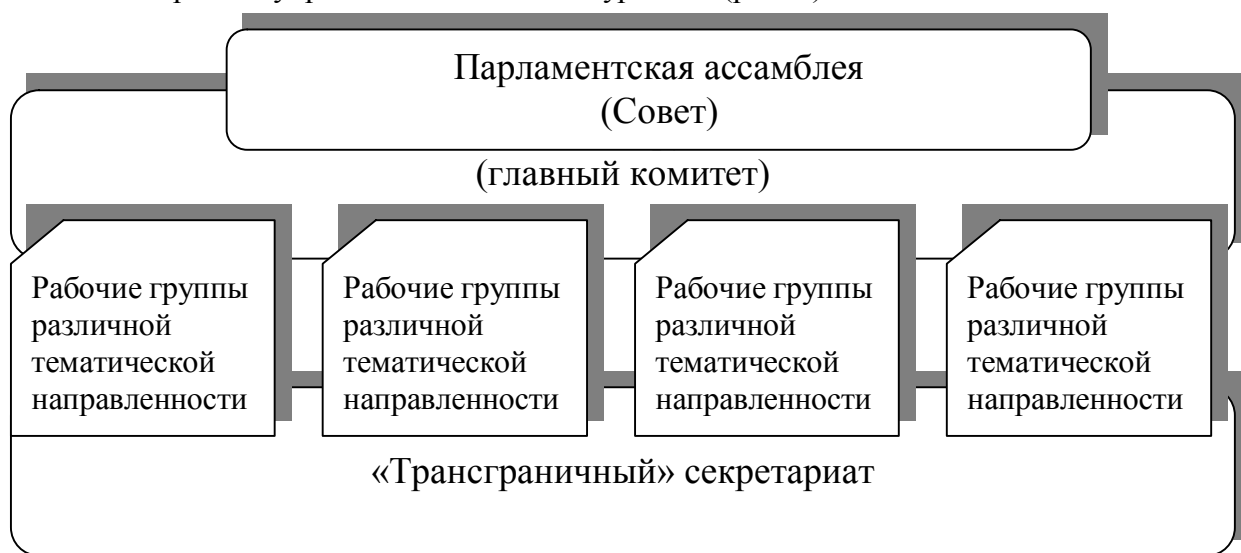 Парламентская ассамблея
(Совет)
(главный комитет)
Рабочие группы
различной
тематической
направленности
Рабочие группы
различной
тематической
направленности
Рабочие группы
различной
тематической
направленности
Рабочие группы
различной
тематической
направленности
«Трансграничный» секретариат